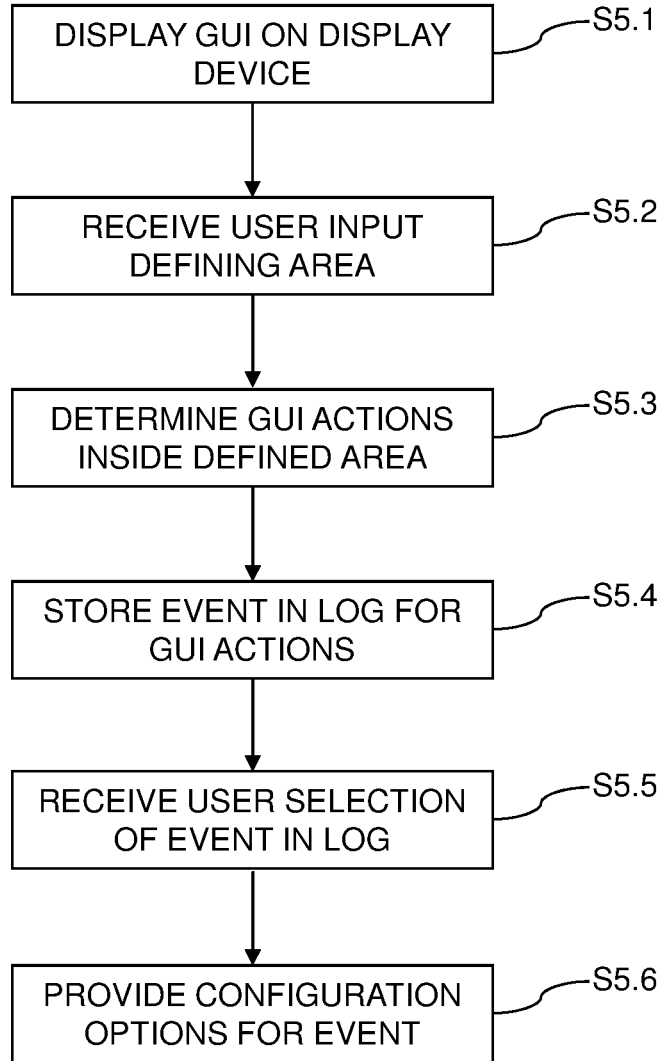 DISPLAY GUI ON DISPLAY
DEVICE
S5.1
RECEIVE USER INPUT
DEFINING AREA
S5.2
DETERMINE GUI ACTIONS
INSIDE DEFINED AREA
S5.3
STORE EVENT IN LOG FOR
GUI ACTIONS
S5.4
RECEIVE USER SELECTION
OF EVENT IN LOG
S5.5
PROVIDE CONFIGURATION
OPTIONS FOR EVENT
S5.6